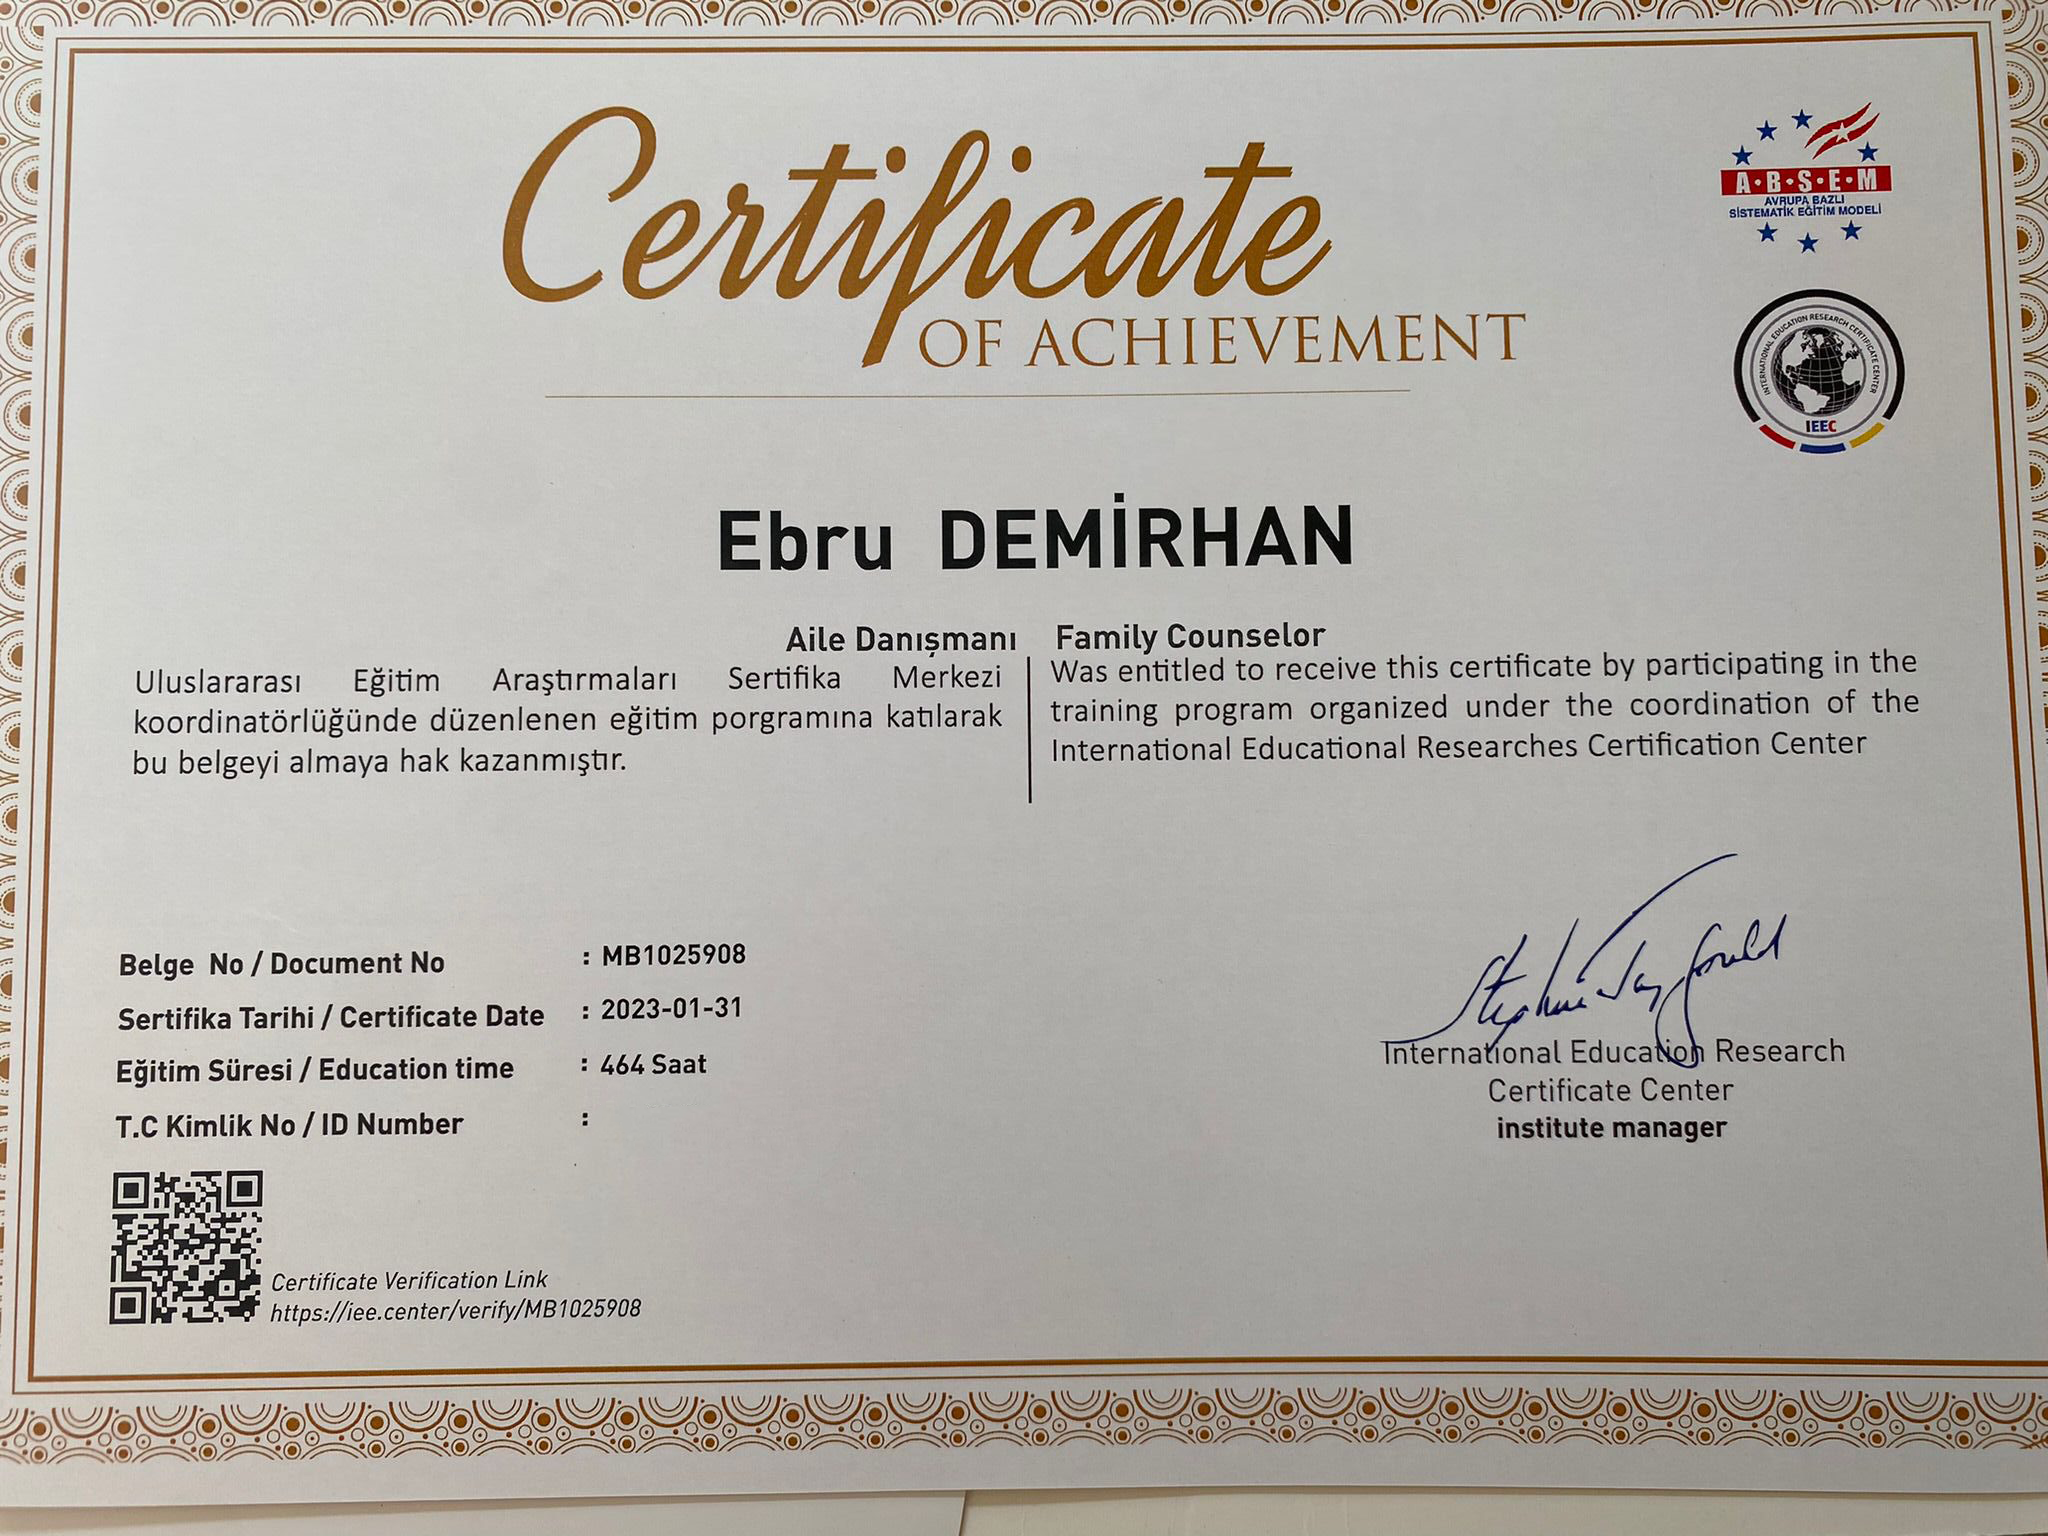 Certificate
OF ACHIEVEMENT
A•B•S•E•M
AVRUPA BAZLI
SİSTEMATİK EĞİTİM MODELİ
INTERNATIONAL EDUCATION RESEARCH CERTIFICATE CENTER
IEEC
Ebru DEMİRHAN
Aile Danışmanı
Uluslararası Eğitim Araştırmaları Sertifika Merkezi
koordinatörlüğünde düzenlenen eğitim porgramına katılarak
bu belgeyi almaya hak kazanmıştır.
Family Counselor
Was entitled to receive this certificate by participating in the
training program organized under the coordination of the
International Educational Researches Certification Center
Belge No / Document No : MB1025908
Sertifika Tarihi / Certificate Date : 2023-01-31
Eğitim Süresi / Education time : 464 Saat
T.C Kimlik No / ID Number :
Certificate Verification Link
https://iee.center/verify/MB1025908
Stephen Jay Gould
International Education Research
Certificate Center
institute manager